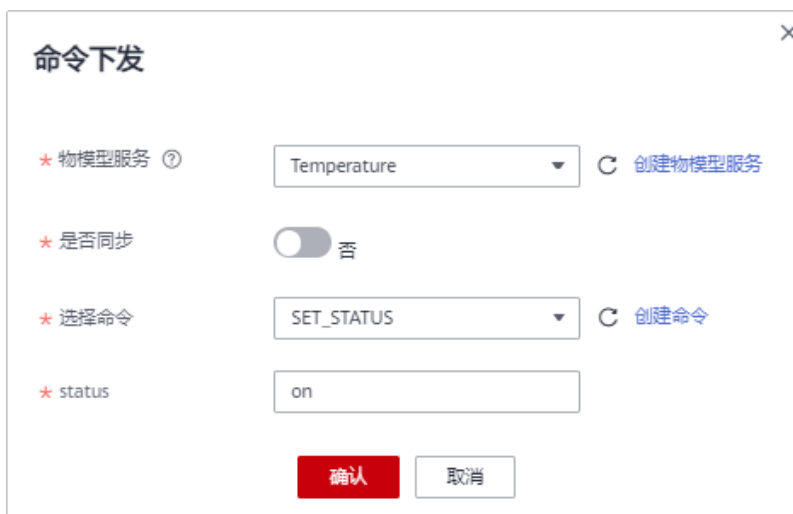 命令下发
* 物模型服务 ? Temperature 创建物模型服务
* 是否同步 否
* 选择命令 SET_STATUS 创建命令
* status on
确认 取消